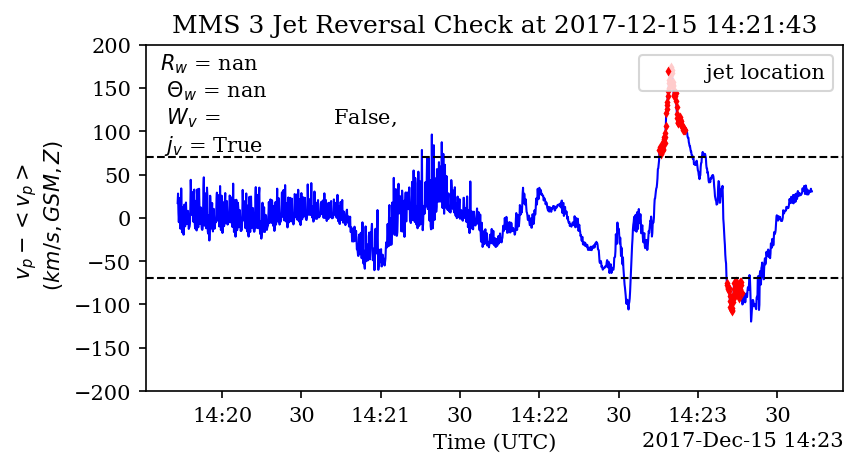 MMS 3 Jet Reversal Check at 2017-12-15 14:21:43
R_w = nan
Θ_w = nan
W_v = False,
j_v = True
jet location
v_p − < v_p >
(km/s, GSM, Z)
200
150
100
50
0
−50
−100
−150
−200
14:20 30 14:21 30 14:22 30 14:23 30
Time (UTC)
2017-Dec-15 14:23